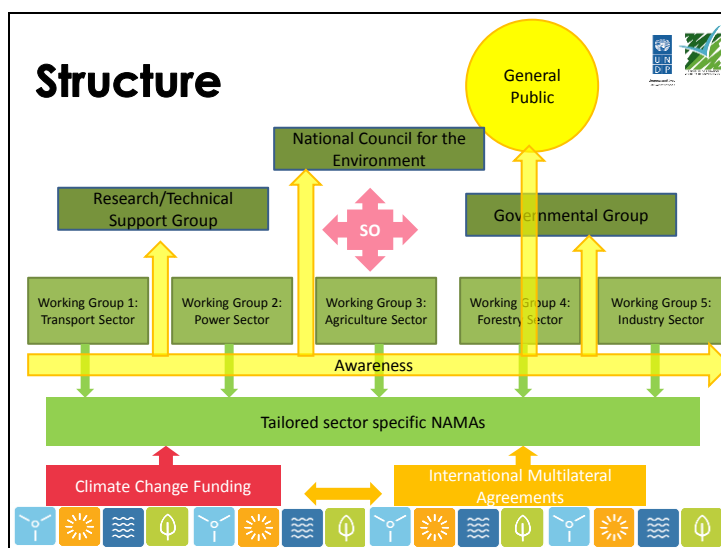 Structure
General
Public
U N
D P
National Council for the
Environment
Research/Technical
Support Group
SO
Governmental Group
Working Group 1:
Transport Sector
Working Group 2:
Power Sector
Working Group 3:
Agriculture Sector
Working Group 4:
Forestry Sector
Working Group 5:
Industry Sector
Awareness
Tailored sector specific NAMAs
Climate Change Funding
International Multilateral
Agreements